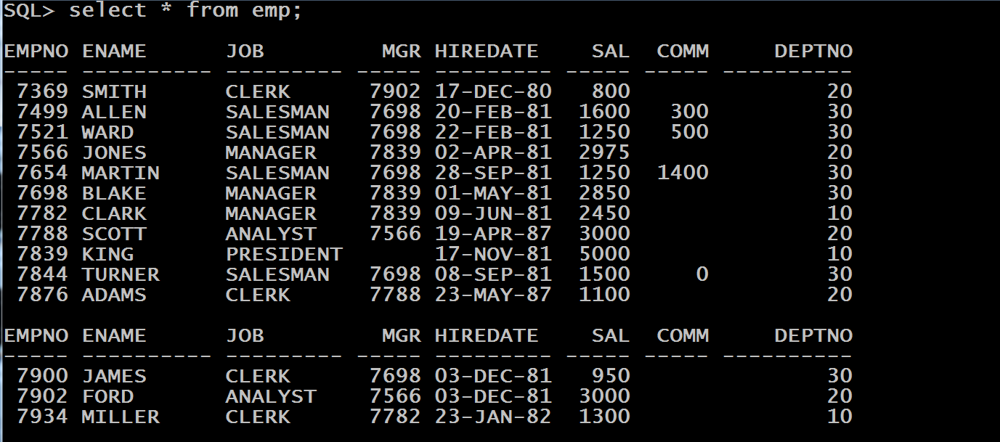 SQL> select * from emp;
EMPNO ENAME      JOB         MGR HIREDATE    SAL  COMM     DEPTNO
----- ---------- --------- ----- --------- ----- ----- ----------
 7369 SMITH      CLERK      7902 17-DEC-80   800               20
 7499 ALLEN      SALESMAN   7698 20-FEB-81  1600   300         30
 7521 WARD       SALESMAN   7698 22-FEB-81  1250   500         30
 7566 JONES      MANAGER    7839 02-APR-81  2975               20
 7654 MARTIN     SALESMAN   7698 28-SEP-81  1250  1400         30
 7698 BLAKE      MANAGER    7839 01-MAY-81  2850               30
 7782 CLARK      MANAGER    7839 09-JUN-81  2450               10
 7788 SCOTT      ANALYST    7566 19-APR-87  3000               20
 7839 KING       PRESIDENT       17-NOV-81  5000               10
 7844 TURNER     SALESMAN   7698 08-SEP-81  1500     0         30
 7876 ADAMS      CLERK      7788 23-MAY-87  1100               20
EMPNO ENAME      JOB         MGR HIREDATE    SAL  COMM     DEPTNO
----- ---------- --------- ----- --------- ----- ----- ----------
 7900 JAMES      CLERK      7698 03-DEC-81   950               30
 7902 FORD       ANALYST    7566 03-DEC-81  3000               20
 7934 MILLER     CLERK      7782 23-JAN-82  1300               10